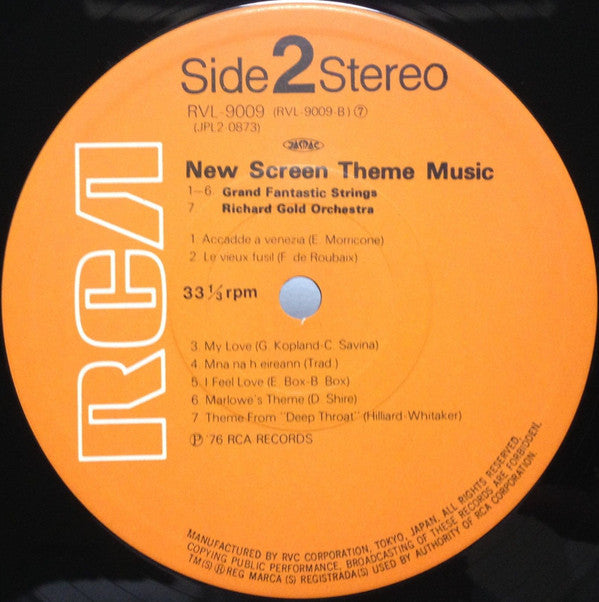 Side 2 Stereo
RVL-9009 (RVL-9009-B) ⑦
(JPL2-0873)
JASRAC
New Screen Theme Music
1—6. Grand Fantastic Strings
7 Richard Gold Orchestra
1. Accadde a venezia (E. Morricone)
2. Le vieux fusil (F. de Roubaix)
33 1/3 rpm
3. My Love (G. Kopland-C. Savina)
4. Mna na h eireann (Trad.)
5. I Feel Love (E. Box-B. Box)
6. Marlowe's Theme (D. Shire)
7. Theme From "Deep Throat" (Hilliard-Whitaker)
Ⓟ '76 RCA RECORDS
RCA
MANUFACTURED BY RVC CORPORATION, TOKYO, JAPAN. ALL RIGHTS RESERVED.
COPYING PUBLIC PERFORMANCE, BROADCASTING OF THESE RECORDS ARE FORBIDDEN.
TM(S) ® REG MARCA (S) REGISTRADA(S) USED BY AUTHORITY OF RCA CORPORATION.